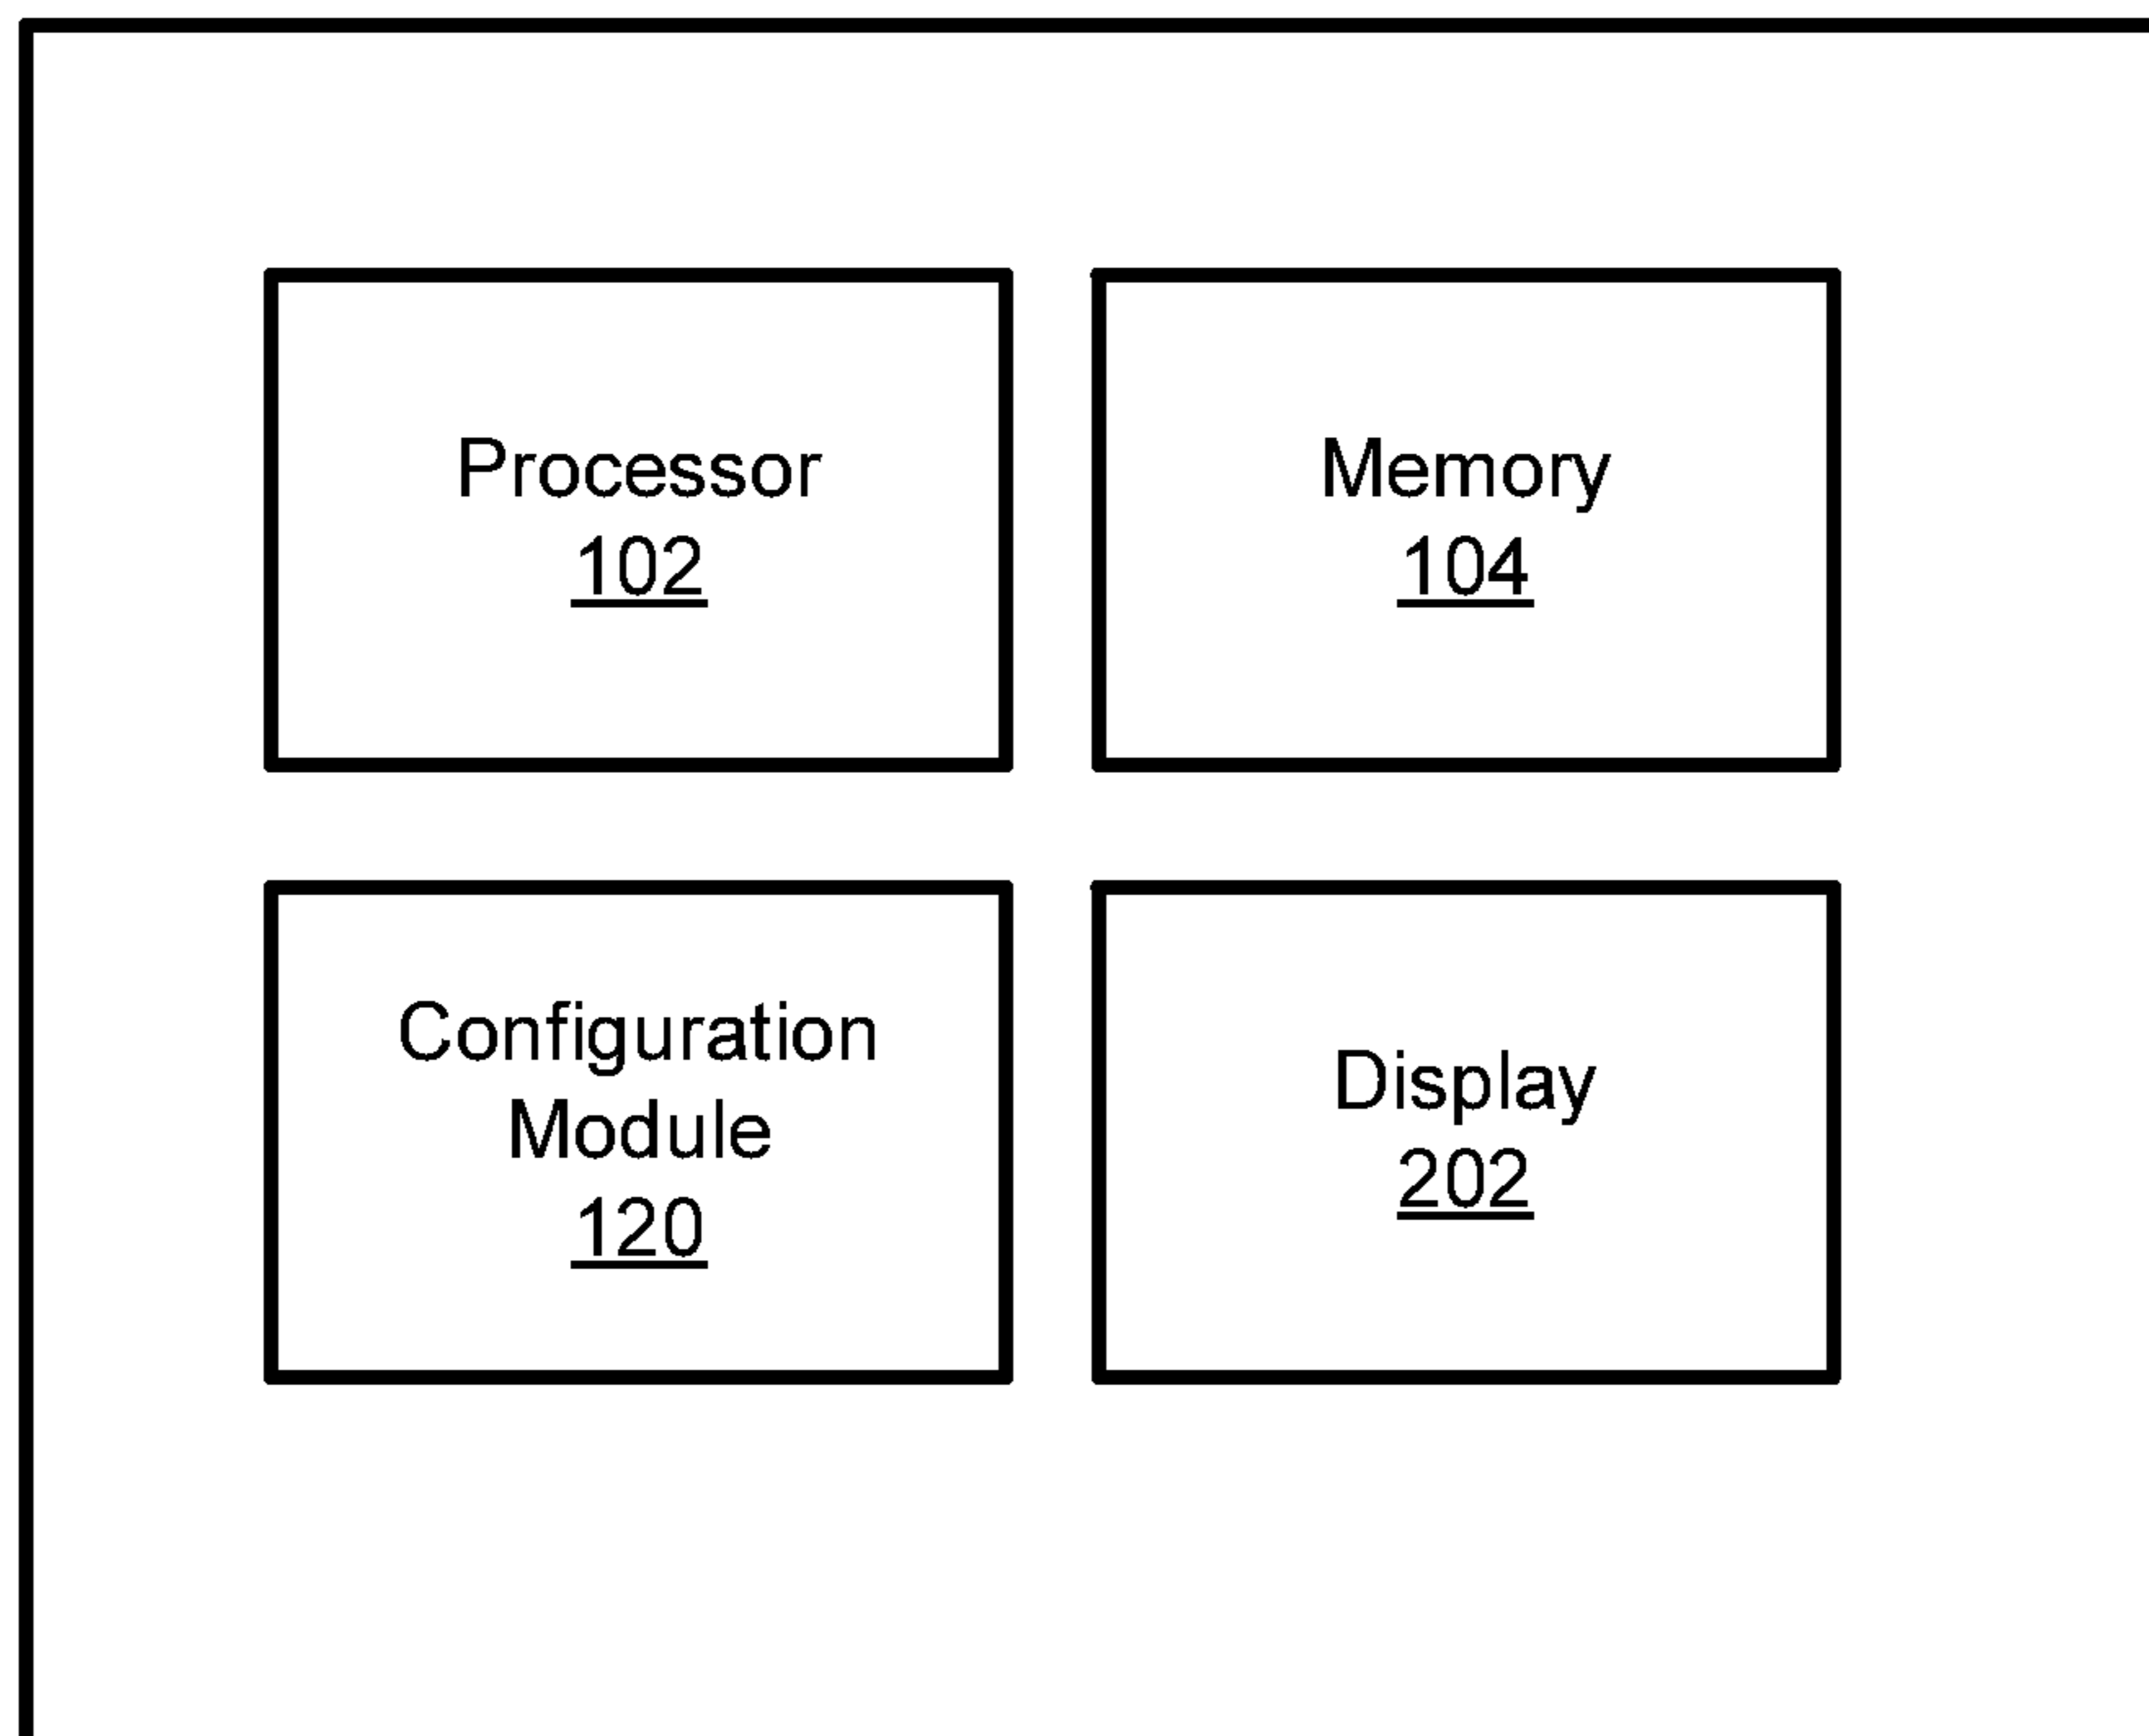 Processor
102
Memory
104
Configuration
Module
120
Display
202